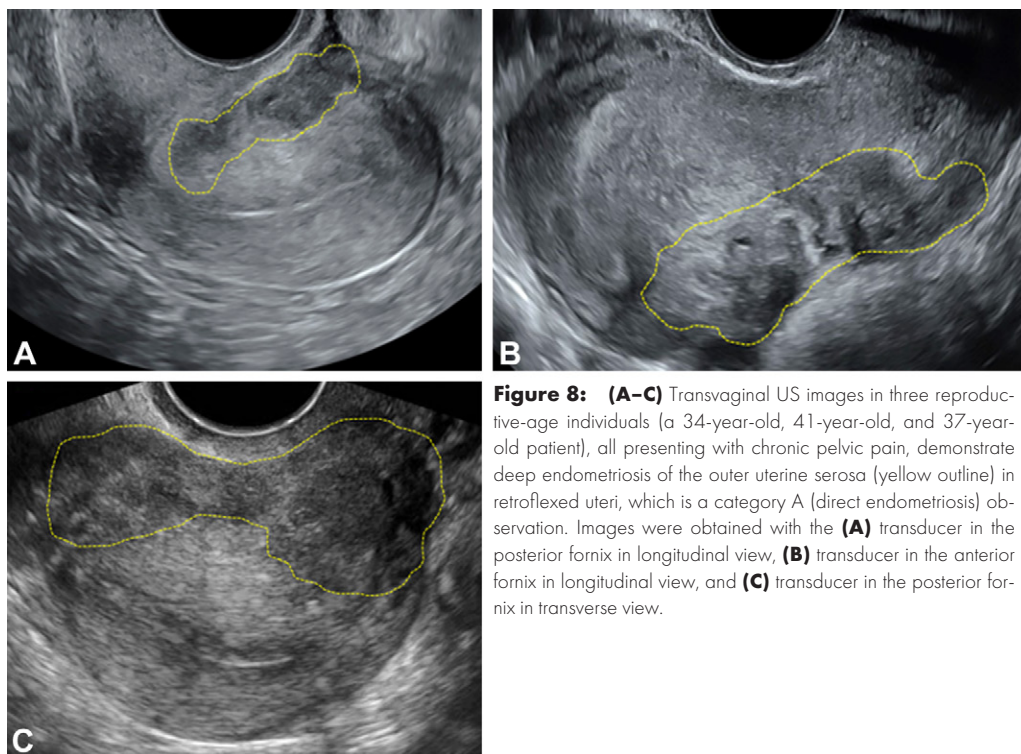 A
B
C
Figure 8: (A–C) Transvaginal US images in three reproduc-
tive-age individuals (a 34-year-old, 41-year-old, and 37-year-
old patient), all presenting with chronic pelvic pain, demonstrate
deep endometriosis of the outer uterine serosa (yellow outline) in
retroflexed uteri, which is a category A (direct endometriosis) ob-
servation. Images were obtained with the (A) transducer in the
posterior fornix in longitudinal view, (B) transducer in the anterior
fornix in longitudinal view, and (C) transducer in the posterior for-
nix in transverse view.